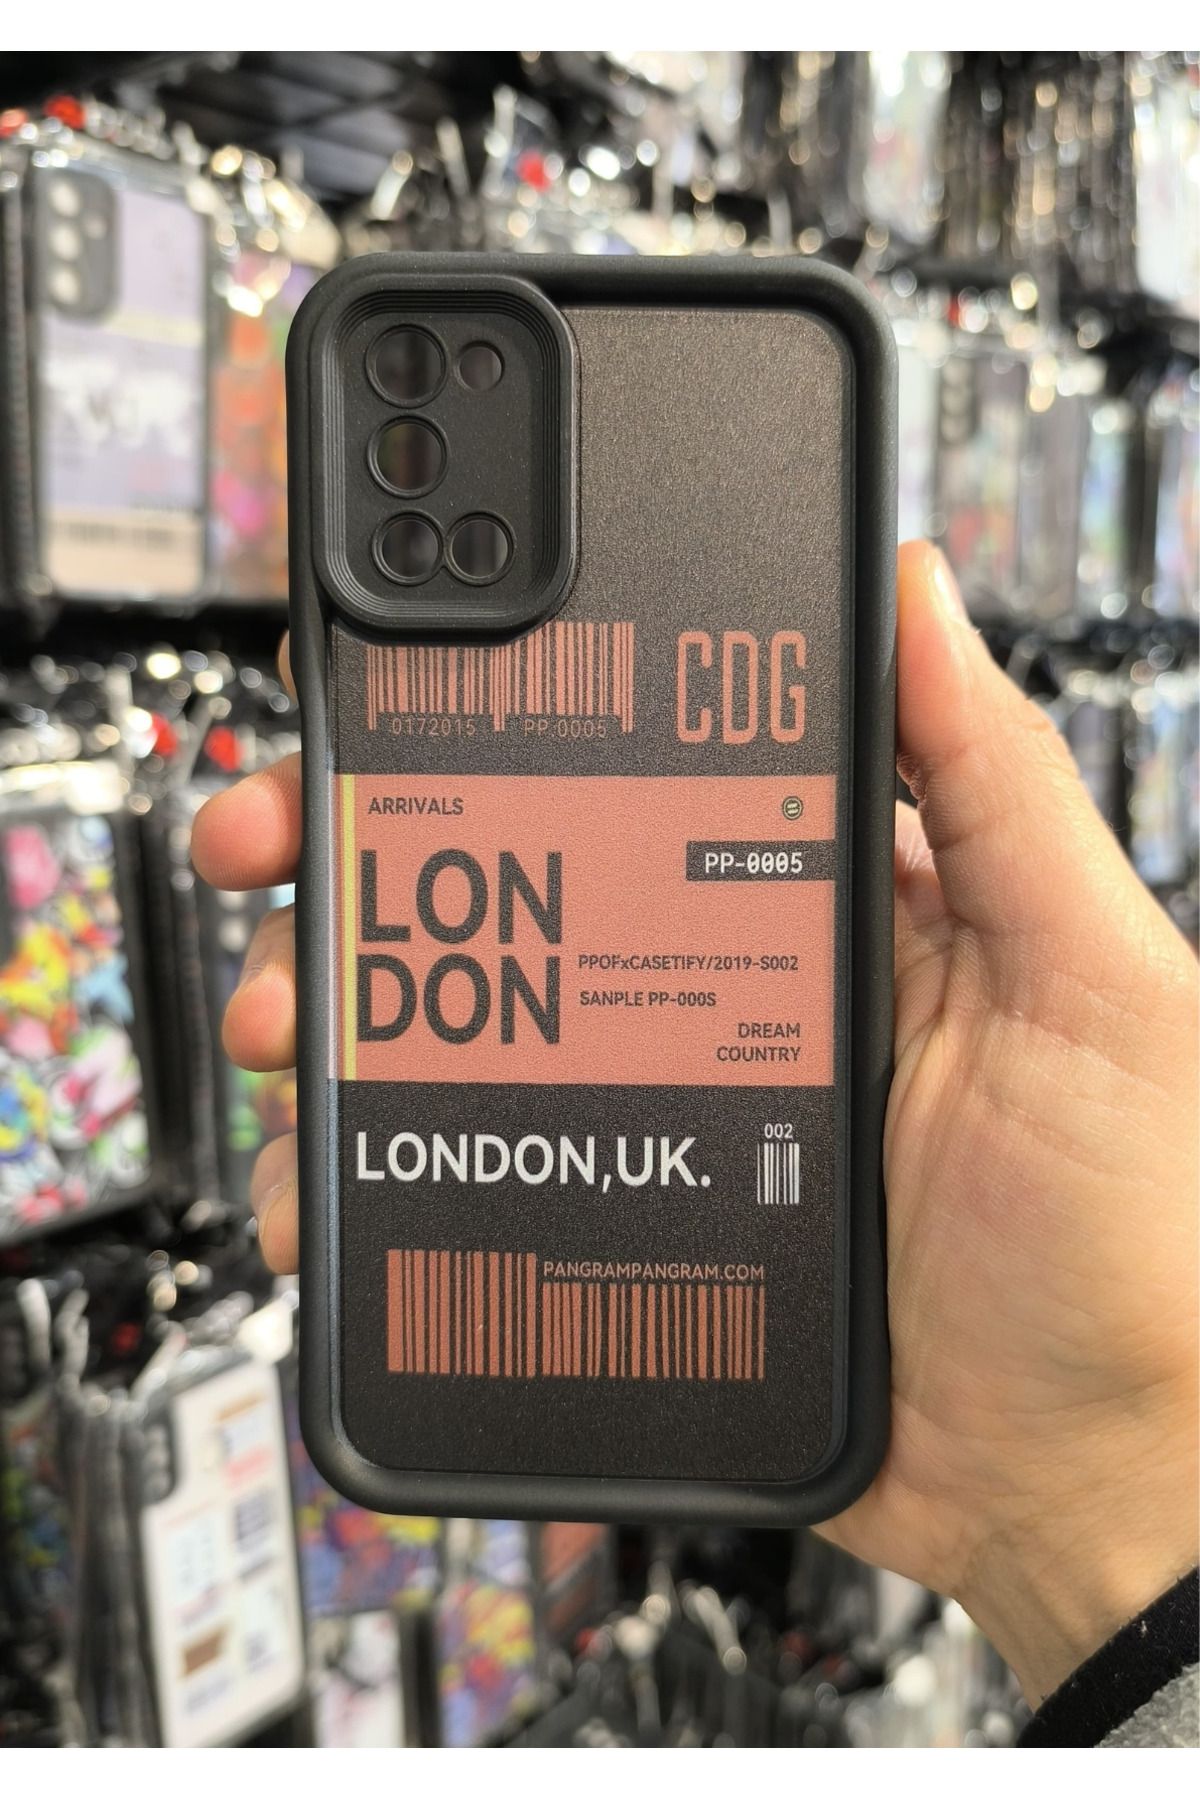 0172015 PP-0005
CDG
ARRIVALS
PP-0005
LON
DON
PPOFxCASETIFY/2019-S002
SANPLE PP-000S
DREAM
COUNTRY
LONDON,UK.
002
PANGRAMPANGRAM.COM